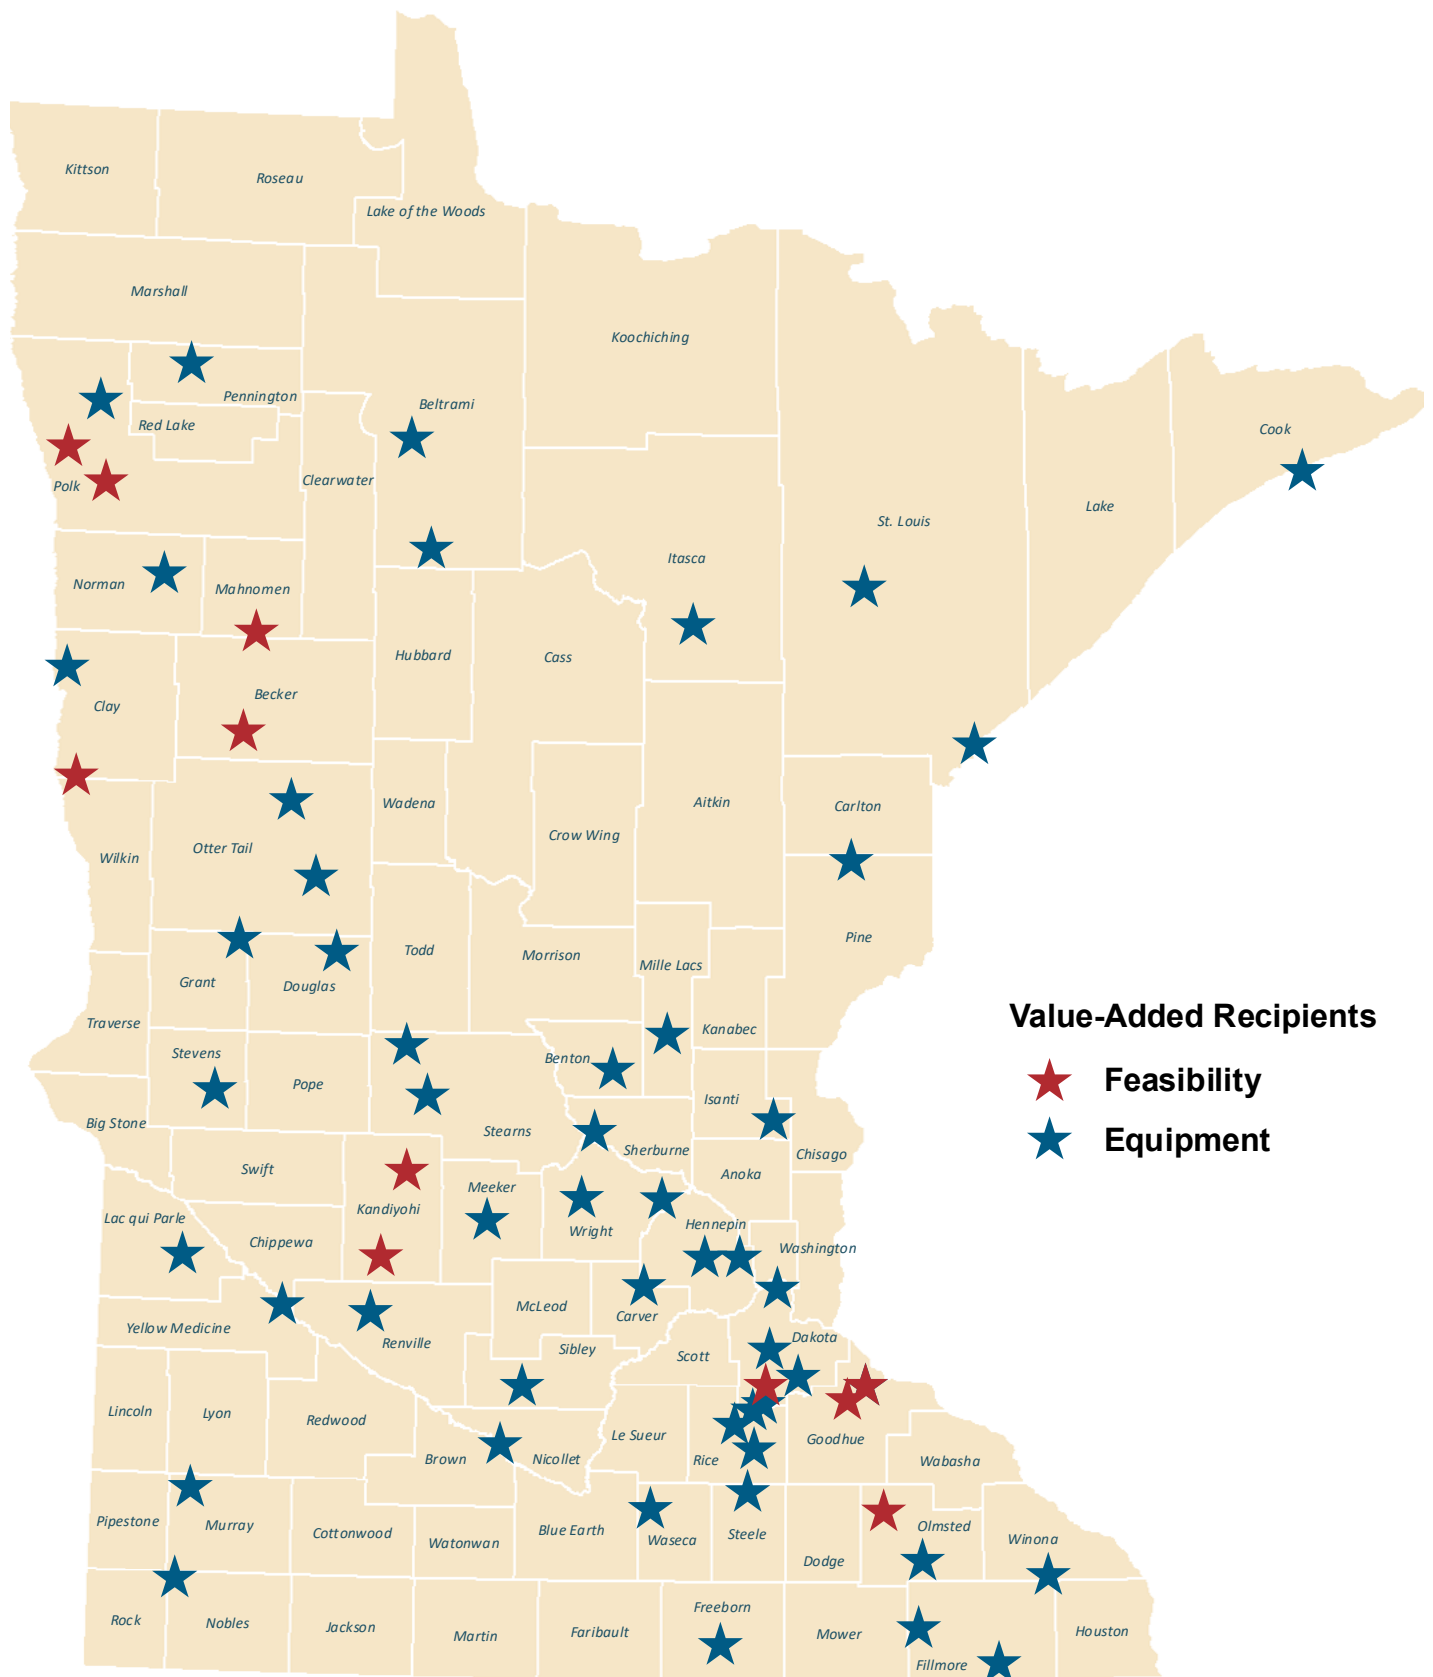 Kittson
Roseau
Lake of the Woods
Marshall
Koochiching
Pennington
Beltrami
Red Lake
Cook
Clearwater
Polk
Lake
St. Louis
Itasca
Norman
Mahnomen
Hubbard
Cass
Becker
Clay
Wadena
Aitkin
Carlton
Crow Wing
Otter Tail
Wilkin
Pine
Todd
Morrison
Mille Lacs
Grant
Douglas
Value-Added Recipients
Traverse
Kanabec
Stevens
Benton
Pope
Feasibility
Isanti
Big Stone
Stearns
Equipment
Sherburne
Chisago
Swift
Anoka
Meeker
Kandiyohi
Lac qui Parle
Hennepin
Wright
Chippewa
Washington
McLeod
Carver
Yellow Medicine
Dakota
Renville
Sibley
Scott
Lincoln
Lyon
Redwood
Le Sueur
Goodhue
Brown
Nicollet
Rice
Wabasha
Pipestone
Murray
Cottonwood
Blue Earth
Olmsted
Steele
Waseca
Winona
Watonwan
Dodge
Freeborn
Rock
Nobles
Jackson
Martin
Faribault
Mower
Houston
Fillmore